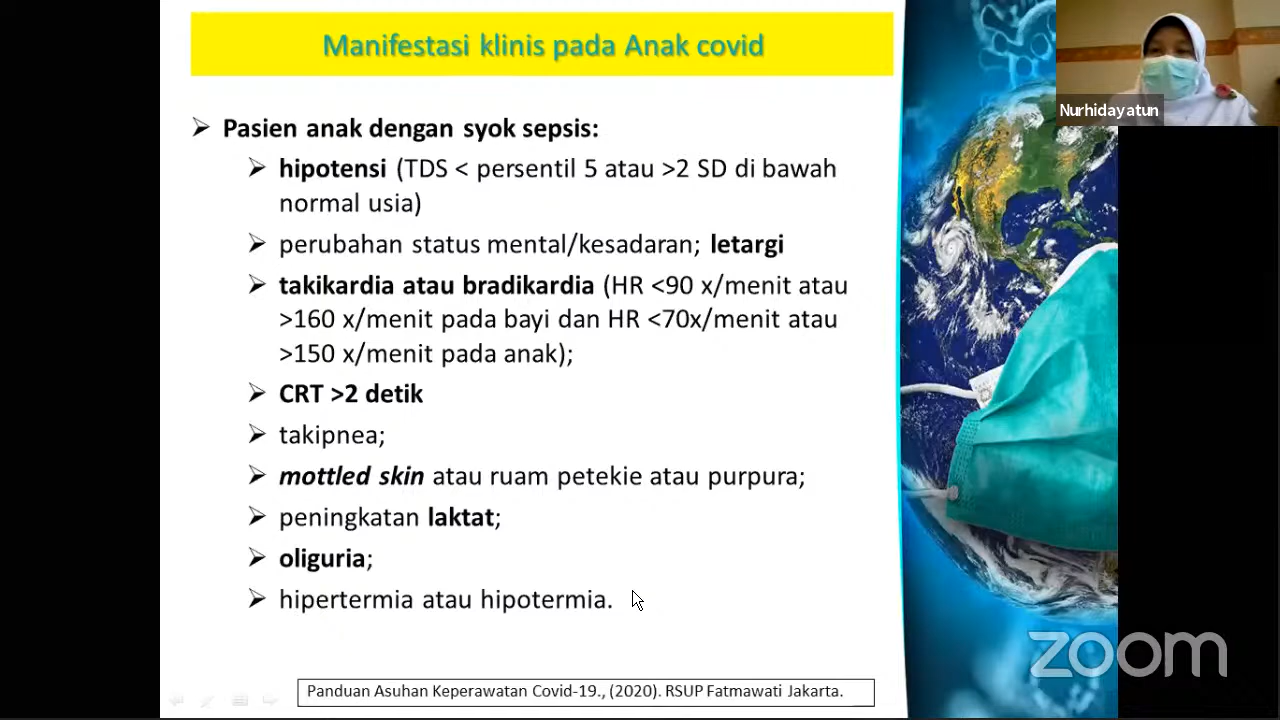 Manifestasi klinis pada Anak covid
Nurhidayatun
Pasien anak dengan syok sepsis:
hipotensi (TDS < persentil 5 atau >2 SD di bawah
normal usia)
perubahan status mental/kesadaran; letargi
takikardia atau bradikardia (HR <90 x/menit atau
>160 x/menit pada bayi dan HR <70x/menit atau
>150 x/menit pada anak);
CRT >2 detik
takipnea;
mottled skin atau ruam petekie atau purpura;
peningkatan laktat;
oliguria;
hipertermia atau hipotermia.
zoom
Panduan Asuhan Keperawatan Covid-19., (2020). RSUP Fatmawati Jakarta.